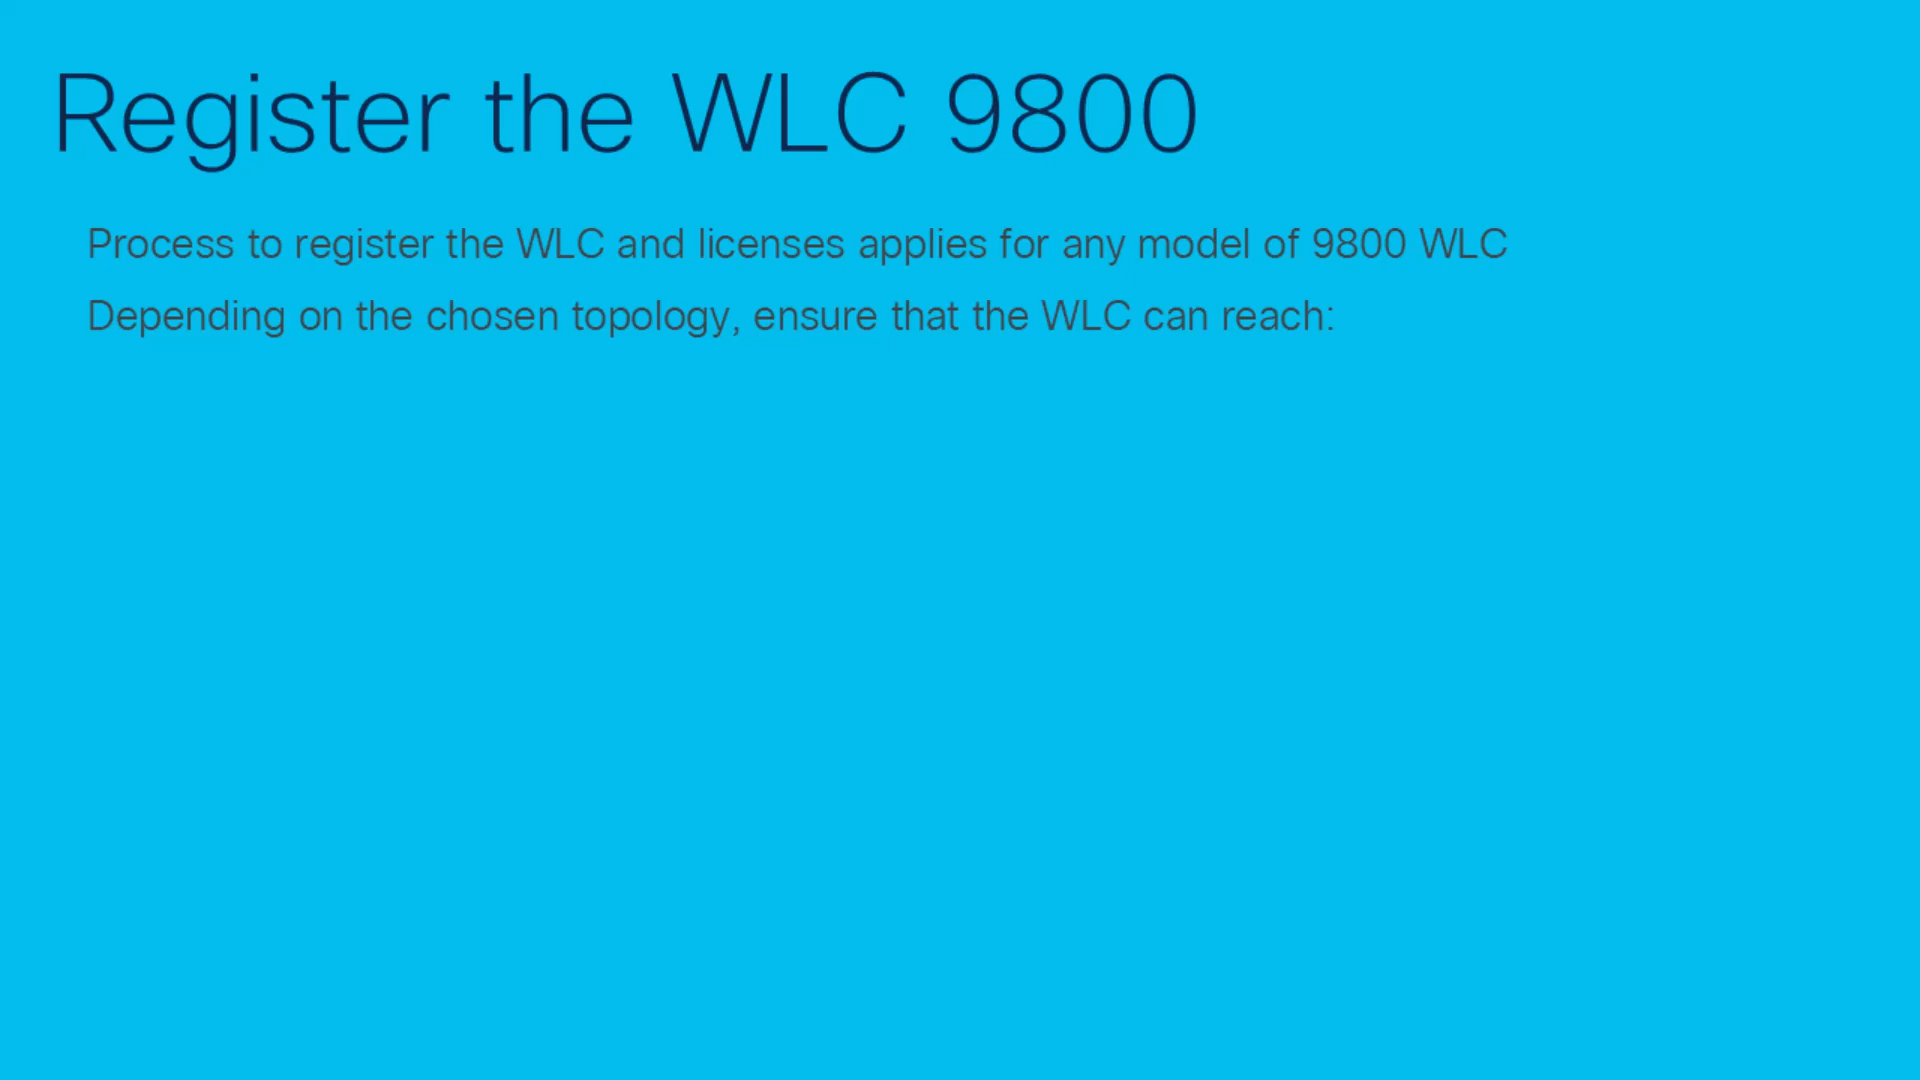 Register the WLC 9800
Process to register the WLC and licenses applies for any model of 9800 WLC
Depending on the chosen topology, ensure that the WLC can reach: